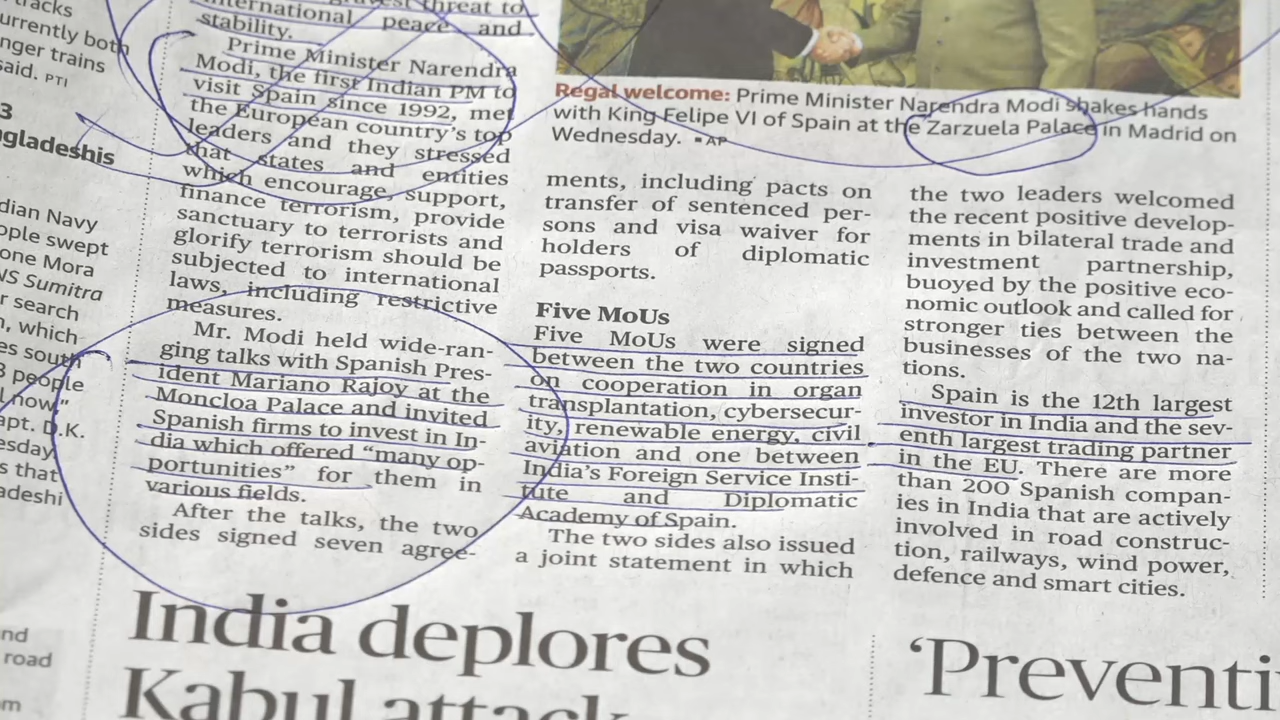 tracks
urrently both
nger trains
said. PTI
3
ngladeshis
dian Navy
ople swept
one Mora
NS Sumitra
r search
n, which
es south
3 people
l now,"
apt. D.K.
esday
s that
adeshi
nd
road
m
threat to
international peace and
stability.
Prime Minister Narendra
Modi, the first Indian PM to
visit Spain since 1992, met
the European country's top
leaders and they stressed
that states and entities
which encourage, support,
finance terrorism, provide
sanctuary to terrorists and
glorify terrorism should be
subjected to international
laws, including restrictive
measures.
Mr. Modi held wide-ran-
ging talks with Spanish Pres-
ident Mariano Rajoy at the
Moncloa Palace and invited
Spanish firms to invest in In-
dia which offered “many op-
portunities” for them in
various fields.
After the talks, the two
sides signed seven agree-
Regal welcome: Prime Minister Narendra Modi shakes hands
with King Felipe VI of Spain at the Zarzuela Palace in Madrid on
Wednesday. ▪ AP
ments, including pacts on
transfer of sentenced per-
sons and visa waiver for
holders of diplomatic
passports.
Five MoUs
Five MoUs were signed
between the two countries
on cooperation in organ
transplantation, cybersecur-
ity, renewable energy, civil
aviation and one between
India's Foreign Service Insti-
tute and Diplomatic
Academy of Spain.
The two sides also issued
a joint statement in which
the two leaders welcomed
the recent positive develop-
ments in bilateral trade and
investment partnership,
buoyed by the positive eco-
nomic outlook and called for
stronger ties between the
businesses of the two na-
tions.
Spain is the 12th largest
investor in India and the sev-
enth largest trading partner
in the EU. There are more
than 200 Spanish compan-
ies in India that are actively
involved in road construc-
tion, railways, wind power,
defence and smart cities.
India deplores
Kabul attack
‘Preventi